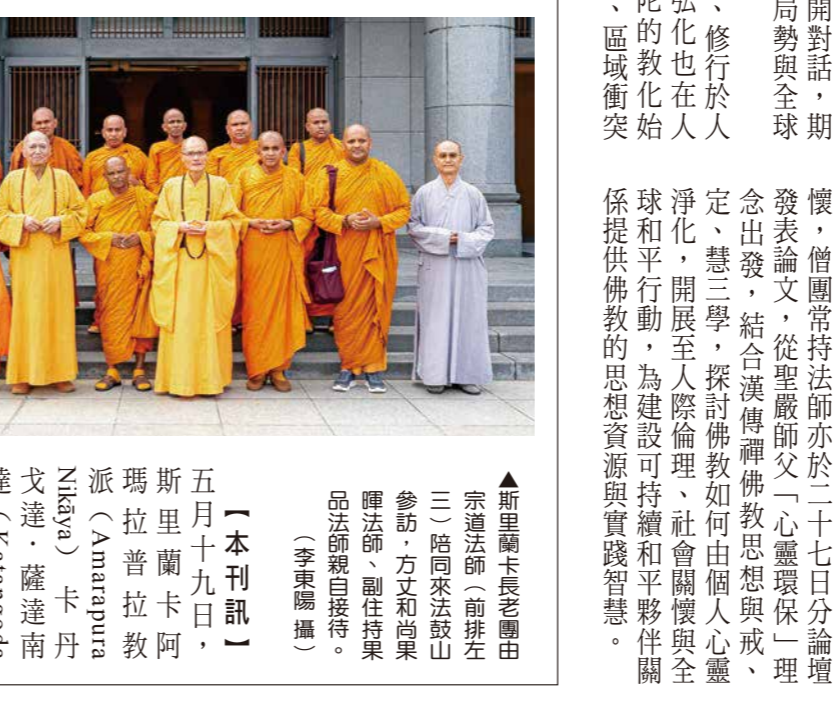 開對話，期
局勢與全球
、修行於人
弘化也在人
陀的教化始
、區域衝突
懷，僧團常持法師亦於二十七日分論壇
發表論文，從聖嚴師父「心靈環保」理
念出發，結合漢傳禪佛教思想與戒、
定、慧三學，探討佛教如何由個人心靈
淨化，開展至人際倫理、社會關懷與全
球和平行動，為建設可持續和平夥伴關
係提供佛教的思想資源與實踐智慧。
▲斯里蘭卡長老團由
宗道法師（前排左
三）陪同來法鼓山
參訪，方丈和尚果
暉法師、副住持果
品法師親自接待。
（李東陽 攝）
【本刊訊】
五月十九日，
斯里蘭卡阿
瑪拉普拉教
派（Amarapura
Nikāya）卡丹
戈達・薩達南
達（Katangoda